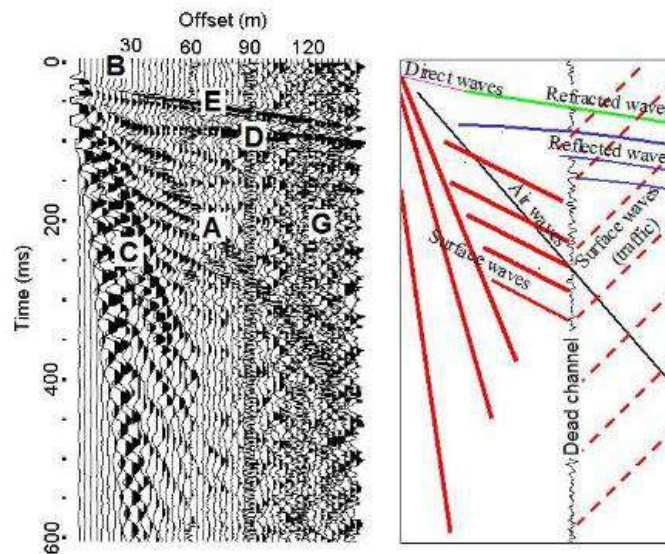 Offset (m)
30 60 90 120
0
200
400
600
Time (ms)
B
E
D
A
G
C
Direct waves
Refracted wave
Reflected wave
Air waves
Surface waves
Surface waves
(traffic)
Dead channel